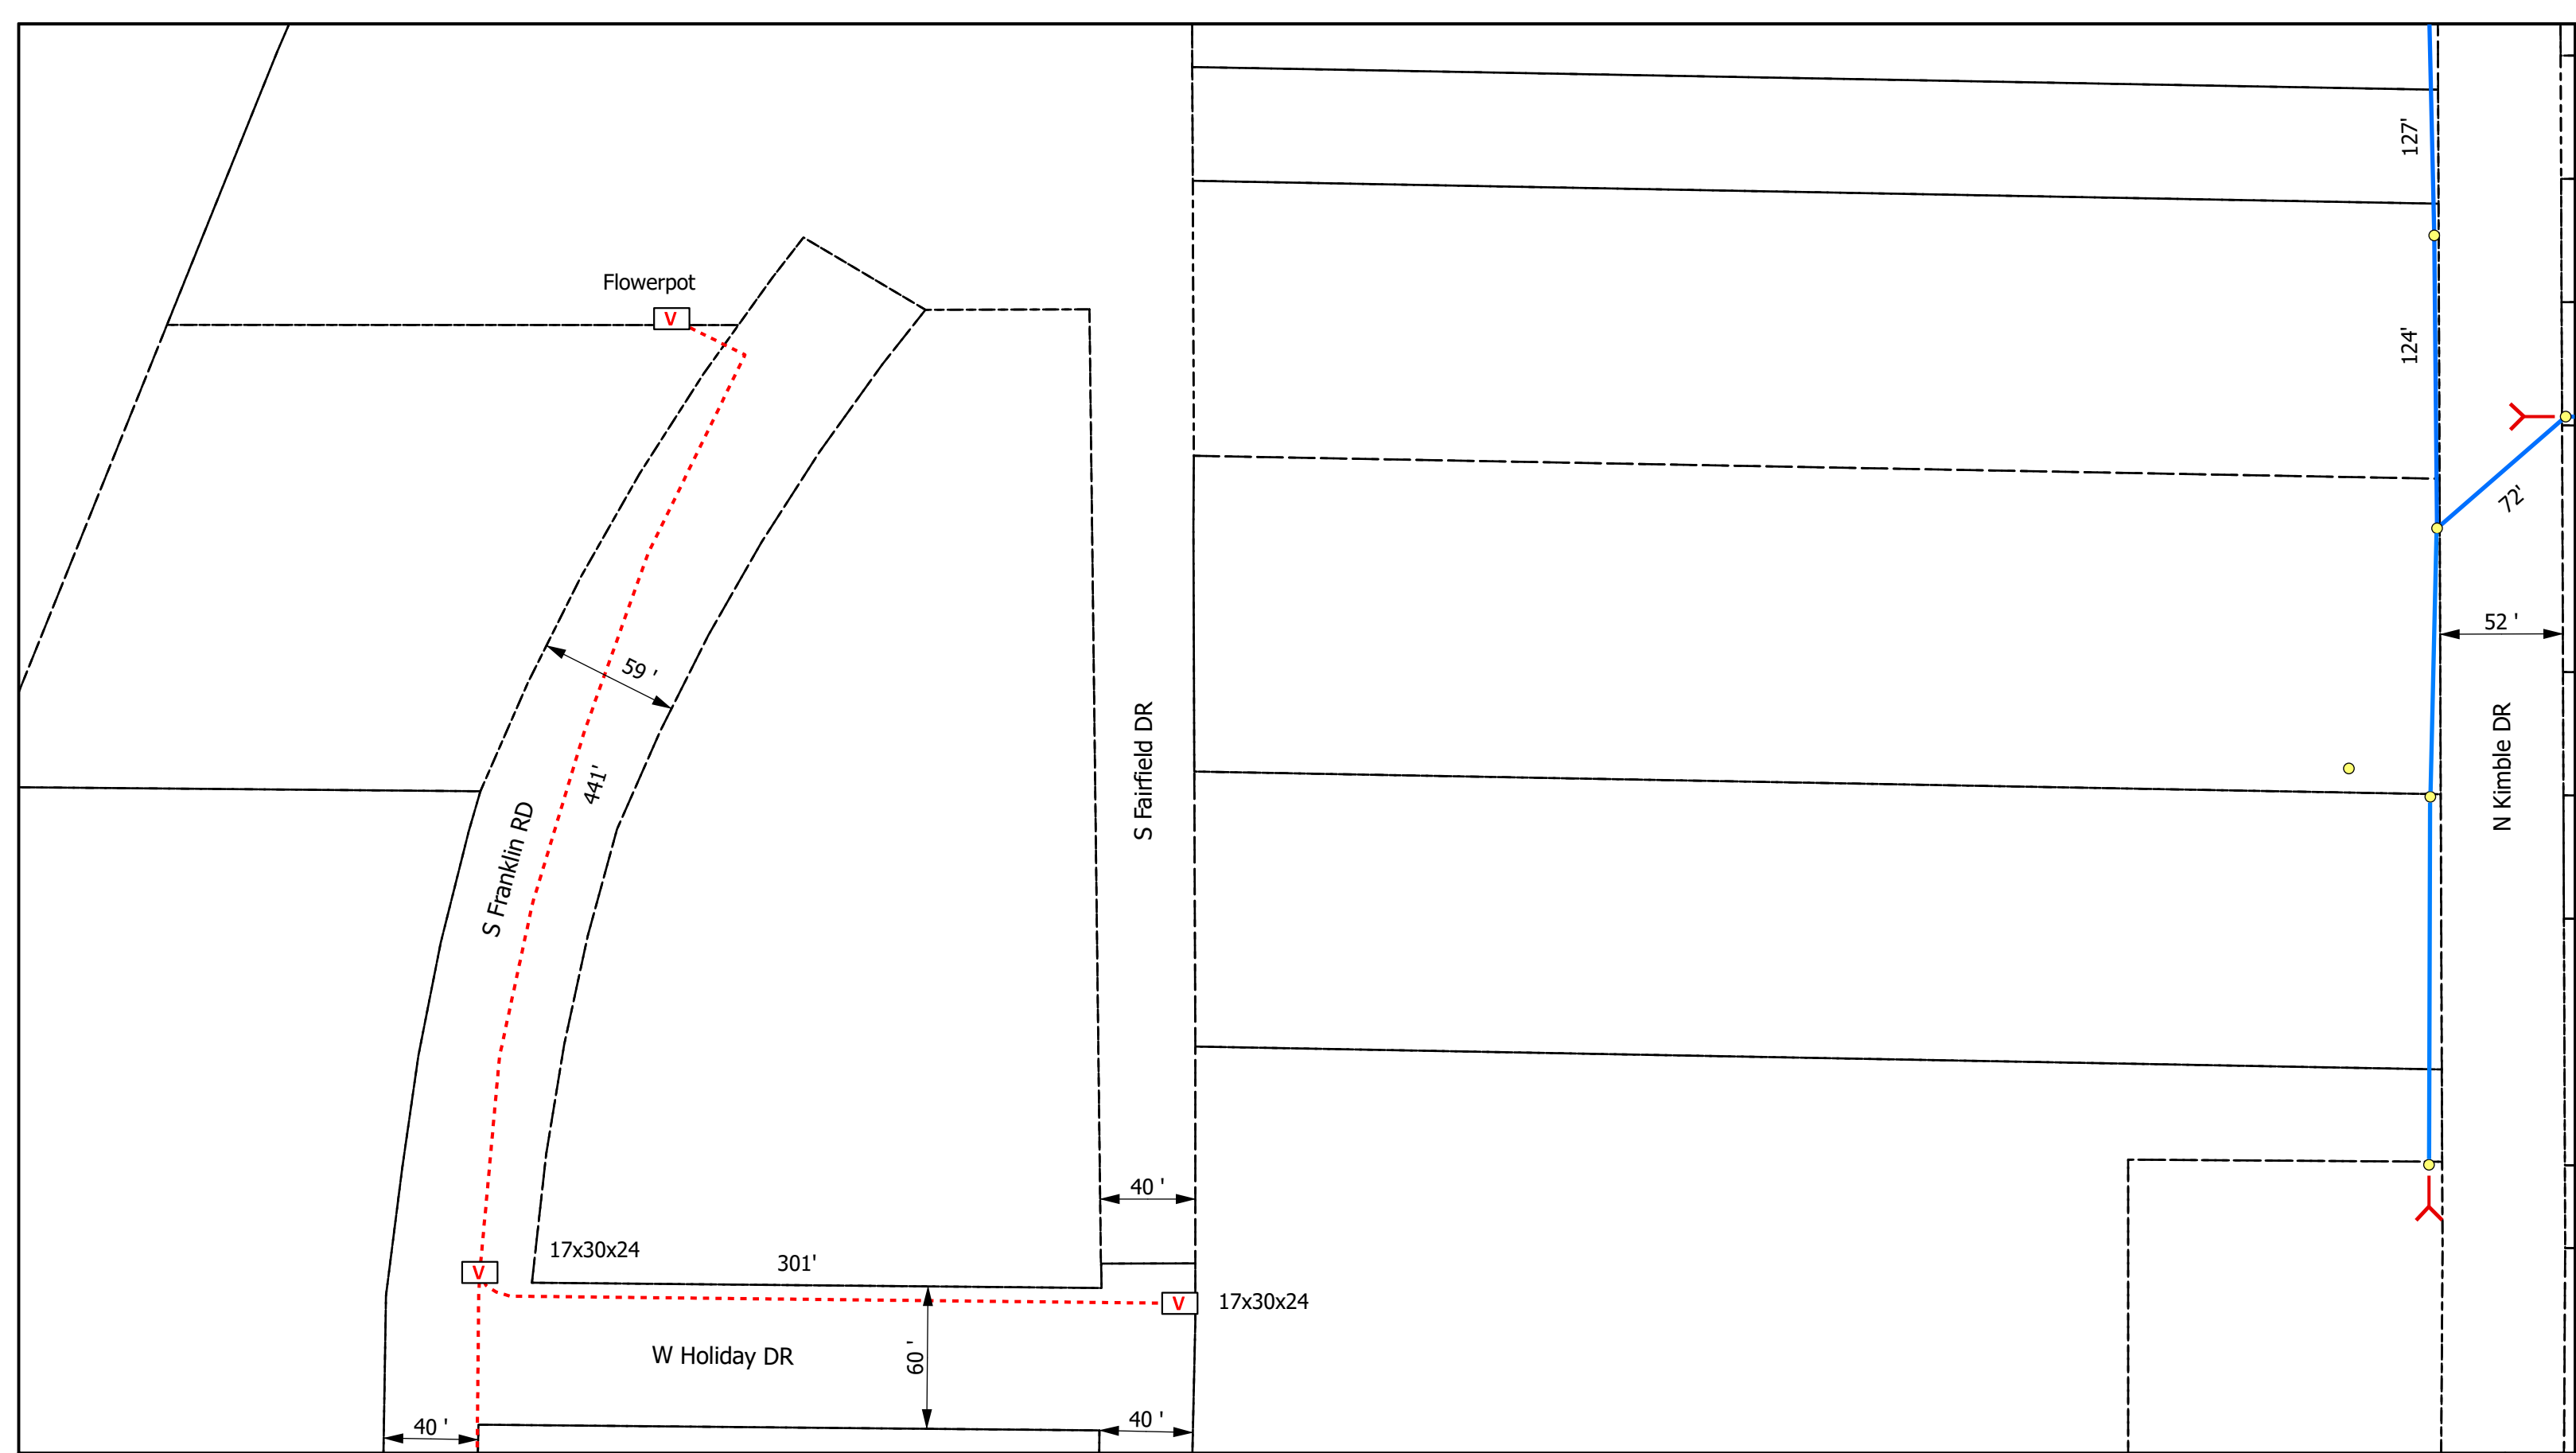 127'
Flowerpot
V
124'
72'
52 '
59 '
441'
S Franklin RD
S Fairfield DR
N Kimble DR
40 '
17x30x24
301'
V
V
17x30x24
W Holiday DR
60 '
40 '
40 '